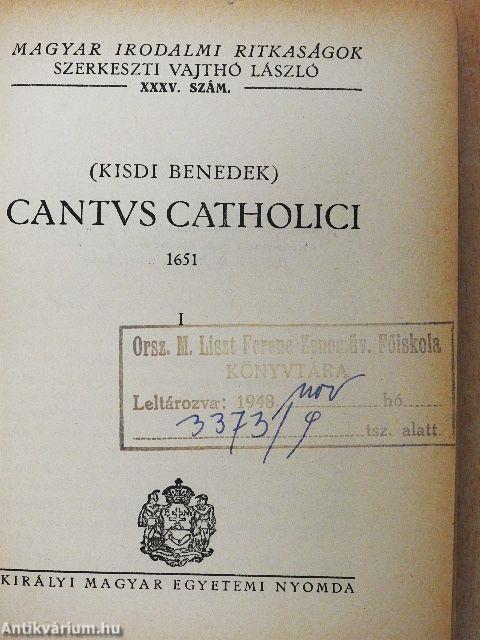 MAGYAR IRODALMI RITKASÁGOK
SZERKESZTI VAJTHÓ LÁSZLÓ
XXXV. SZÁM.
(KISDI BENEDEK)
CANTVS CATHOLICI
1651
I
Orsz. M. Liszt Ferenc Zeneműv. Főiskola
KÖNYVTÁRA
Leltározva: 1948 nov hó
3373/9 tsz. alatt
KIRÁLYI MAGYAR EGYETEMI NYOMDA
Antikvárium.hu